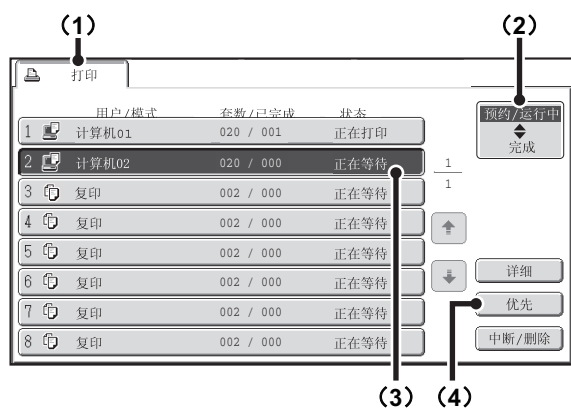 (1) (2)
打印
用户/模式 套数/已完成 状态
预约/运行中
完成
1 计算机01 020 / 001 正在打印
2 计算机02 020 / 000 正在等待
3 复印 002 / 000 正在等待
4 复印 002 / 000 正在等待
5 复印 002 / 000 正在等待
6 复印 002 / 000 正在等待
7 复印 002 / 000 正在等待
8 复印 002 / 000 正在等待
1
1
详细
优先
中断/删除
(3) (4)